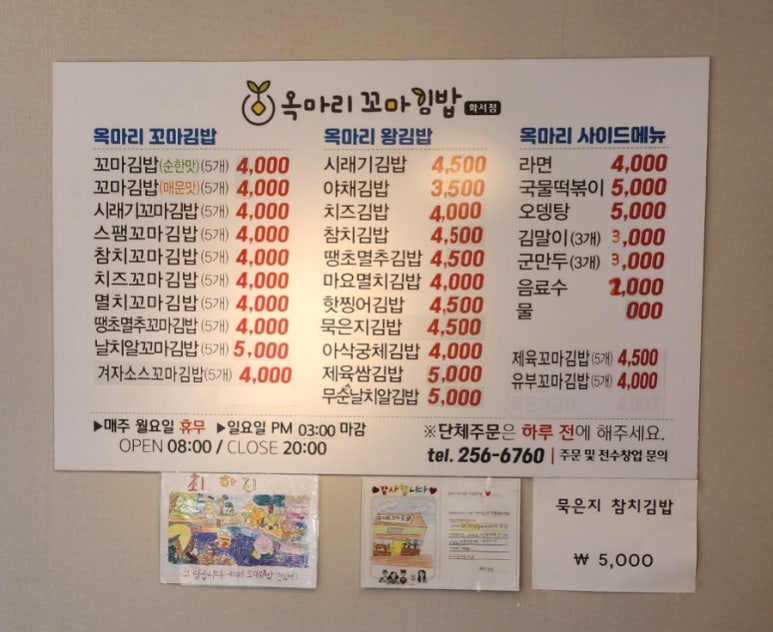 옥마리 꼬마김밥 화서점
옥마리 꼬마김밥
꼬마김밥(순한맛)(5개) 4,000
꼬마김밥(매운맛)(5개) 4,000
시래기꼬마김밥(5개) 4,000
스팸꼬마김밥(5개) 4,000
참치꼬마김밥(5개) 4,000
치즈꼬마김밥(5개) 4,000
멸치꼬마김밥(5개) 4,000
땡초멸추꼬마김밥(5개) 4,000
날치알꼬마김밥(5개) 5,000
겨자소스꼬마김밥(5개) 4,000
옥마리 왕김밥
시래기김밥 4,500
야채김밥 3,500
치즈김밥 4,000
참치김밥 4,500
땡초멸추김밥 4,500
마요멸치김밥 4,000
핫찡어김밥 4,500
묵은지김밥 4,500
아삭궁채김밥 4,000
제육쌈김밥 5,000
무순날치알김밥 5,000
옥마리 사이드메뉴
라면 4,000
국물떡볶이 5,000
오뎅탕 5,000
김말이(3개) 3,000
군만두(3개) 3,000
음료수 2,000
물 000
제육꼬마김밥(5개) 4,500
유부꼬마김밥(5개) 4,000
▶매주 월요일 휴무 ▶일요일 PM 03:00 마감
OPEN 08:00 / CLOSE 20:00
※단체주문은 하루 전에 해주세요.
tel. 256-6760 | 주문 및 전수창업 문의
최하린
감사합니다
묵은지 참치김밥
₩ 5,000